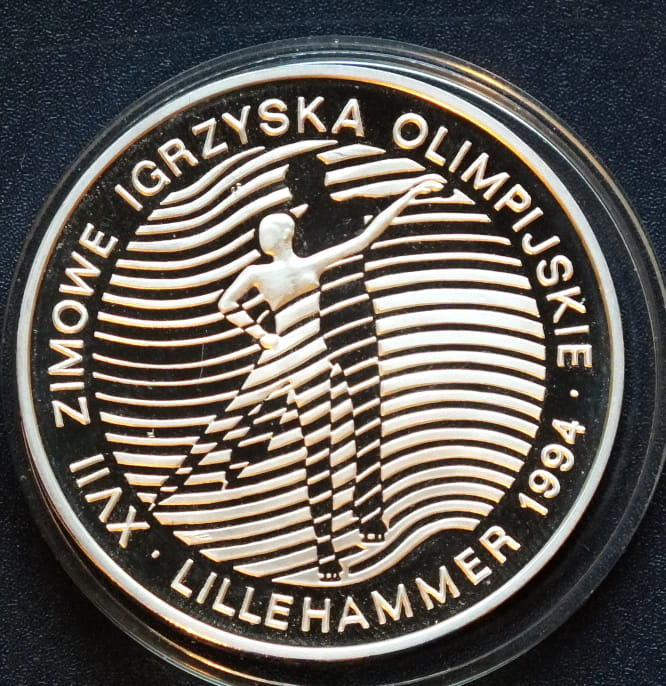 XVII ZIMOWE IGRZYSKA OLIMPIJSKIE · LILLEHAMMER 1994 ·